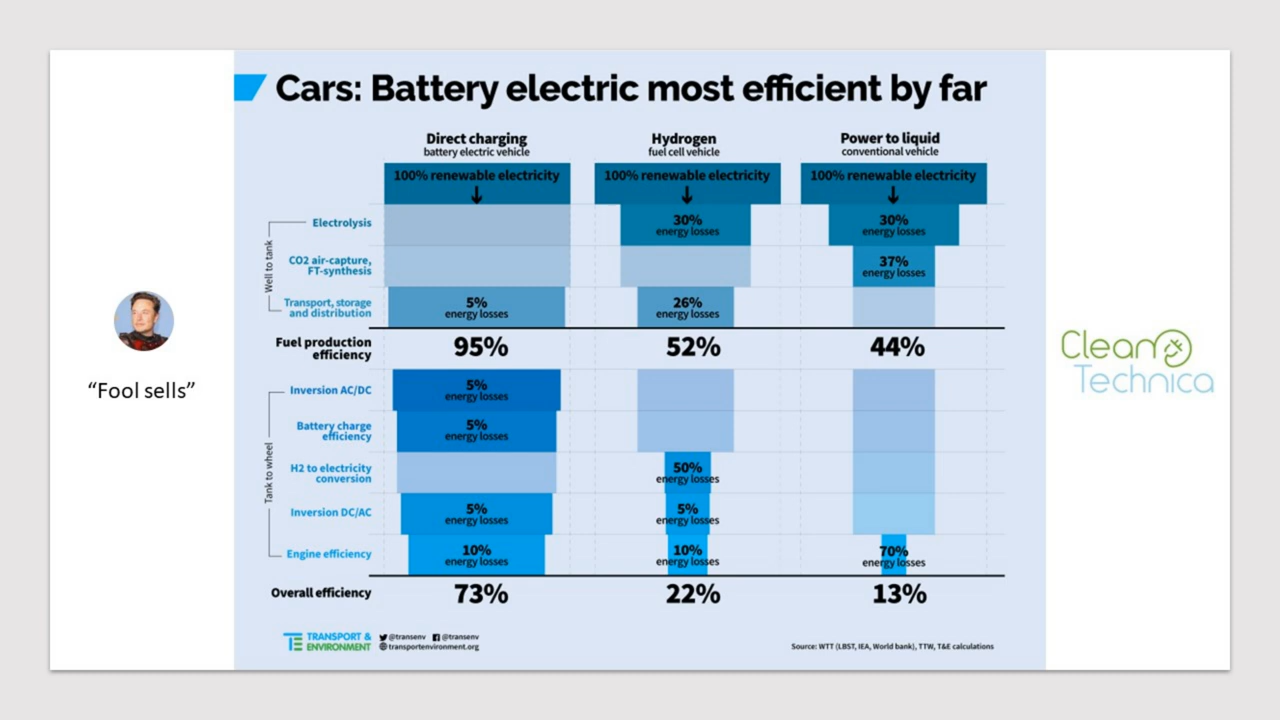 Cars: Battery electric most efficient by far
Direct charging
battery electric vehicle
Hydrogen
fuel cell vehicle
Power to liquid
conventional vehicle
100% renewable electricity
100% renewable electricity
100% renewable electricity
Well to tank
Electrolysis
30%
energy losses
30%
energy losses
CO2 air-capture,
FT-synthesis
37%
energy losses
Transport, storage
and distribution
5%
energy losses
26%
energy losses
Fuel production
efficiency
95%
52%
44%
“Fool sells”
Clean
Technica
Tank to wheel
Inversion AC/DC
5%
energy losses
Battery charge
efficiency
5%
energy losses
H2 to electricity
conversion
50%
energy losses
Inversion DC/AC
5%
energy losses
5%
energy losses
Engine efficiency
10%
energy losses
10%
energy losses
70%
energy losses
Overall efficiency
73%
22%
13%
TE TRANSPORT &
ENVIRONMENT
@transenv @transenv
transportenvironment.org
Source: WTT (LBST, IEA, World bank), TTW, T&E calculations